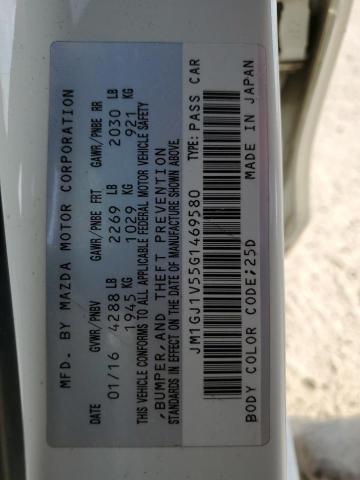 MFD. BY MAZDA MOTOR CORPORATION
GVWR/PNBV GAWR/PNBE FRT GAWR/PNBE RR
DATE 4288 LB 2269 LB 2030 LB
01/16 1945 KG 1029 KG 921 KG
THIS VEHICLE CONFORMS TO ALL APPLICABLE FEDERAL MOTOR VEHICLE SAFETY
,BUMPER,AND THEFT PREVENTION
STANDARDS IN EFFECT ON THE DATE OF MANUFACTURE SHOWN ABOVE.
JM1GJ1V55G1469580 TYPE: PASS CAR
BODY COLOR CODE;25D MADE IN JAPAN